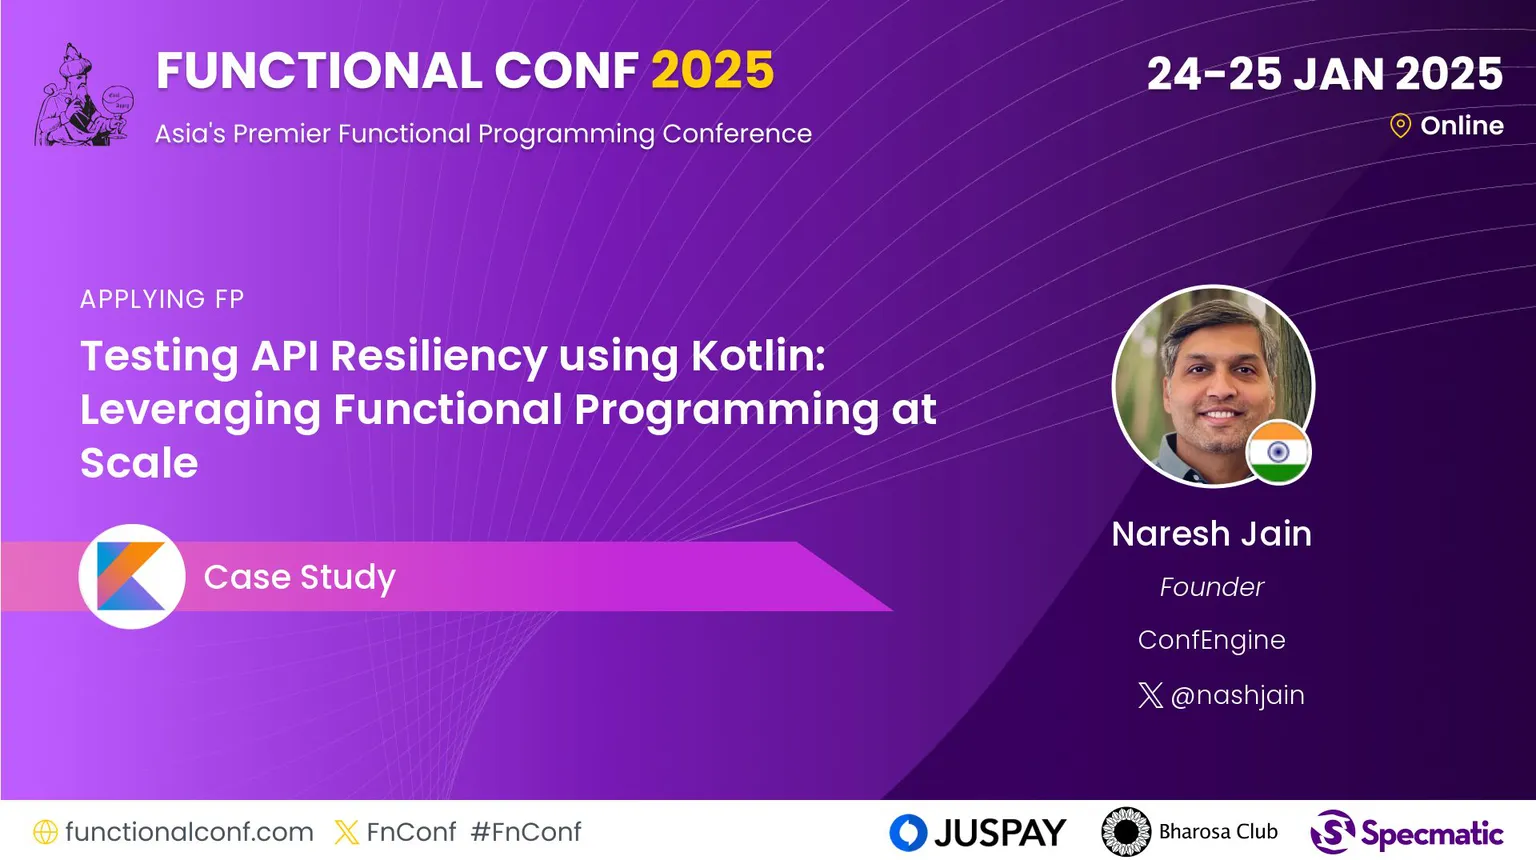 FUNCTIONAL CONF 2025
Asia's Premier Functional Programming Conference
24-25 JAN 2025
Online
APPLYING FP
Testing API Resiliency using Kotlin:
Leveraging Functional Programming at
Scale
Case Study
Naresh Jain
Founder
ConfEngine
@nashjain
functionalconf.com FnConf #FnConf
JUSPAY Bharosa Club Specmatic